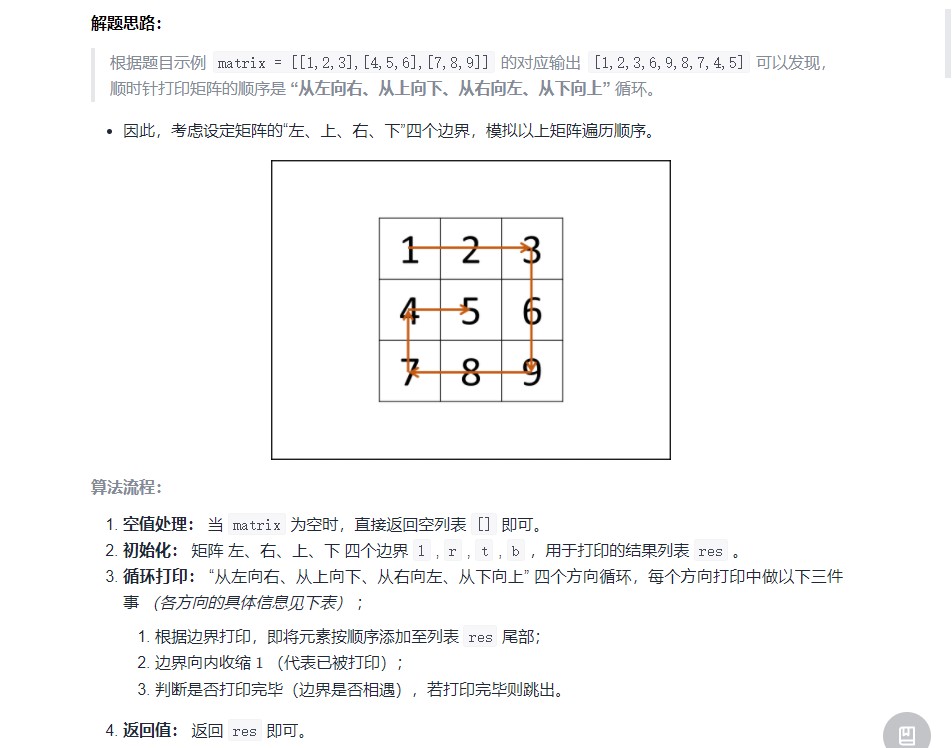 解题思路：
根据题目示例 matrix = [[1,2,3],[4,5,6],[7,8,9]] 的对应输出 [1,2,3,6,9,8,7,4,5] 可以发现，
顺时针打印矩阵的顺序是 “从左向右、从上向下、从右向左、从下向上” 循环。
• 因此，考虑设定矩阵的“左、上、右、下”四个边界，模拟以上矩阵遍历顺序。
1 2 3
4 5 6
7 8 9
算法流程：
1. 空值处理： 当 matrix 为空时，直接返回空列表 [] 即可。
2. 初始化： 矩阵 左、右、上、下 四个边界 l , r , t , b ，用于打印的结果列表 res 。
3. 循环打印： “从左向右、从上向下、从右向左、从下向上” 四个方向循环，每个方向打印中做以下三件
事 （各方向的具体信息见下表） ；
1. 根据边界打印，即将元素按顺序添加至列表 res 尾部；
2. 边界向内收缩 1 （代表已被打印）；
3. 判断是否打印完毕（边界是否相遇），若打印完毕则跳出。
4. 返回值： 返回 res 即可。